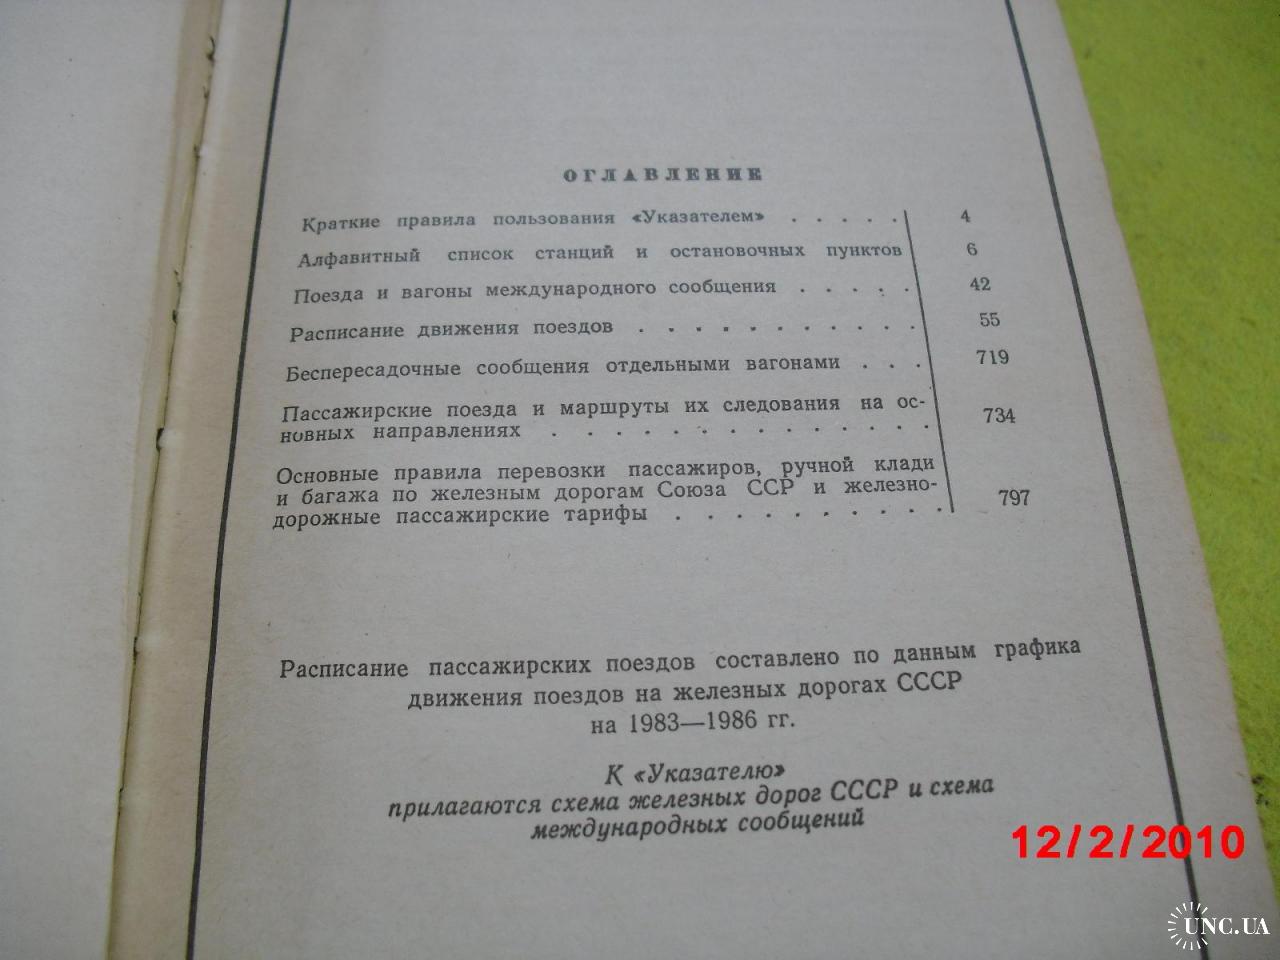 ОГЛАВЛЕНИЕ
Краткие правила пользования «Указателем» . . . . . 4
Алфавитный список станций и остановочных пунктов 6
Поезда и вагоны международного сообщения . . . . . 42
Расписание движения поездов . . . . . . . . . . . 55
Беспересадочные сообщения отдельными вагонами . . . 719
Пассажирские поезда и маршруты их следования на ос-
новных направлениях . . . . . . . . . . . . . . 734
Основные правила перевозки пассажиров, ручной клади
и багажа по железным дорогам Союза ССР и железно-
дорожные пассажирские тарифы . . . . . . . . . . 797
Расписание пассажирских поездов составлено по данным графика
движения поездов на железных дорогах СССР
на 1983—1986 гг.
К «Указателю»
прилагаются схема железных дорог СССР и схема
международных сообщений
12/2/2010
UNC.UA